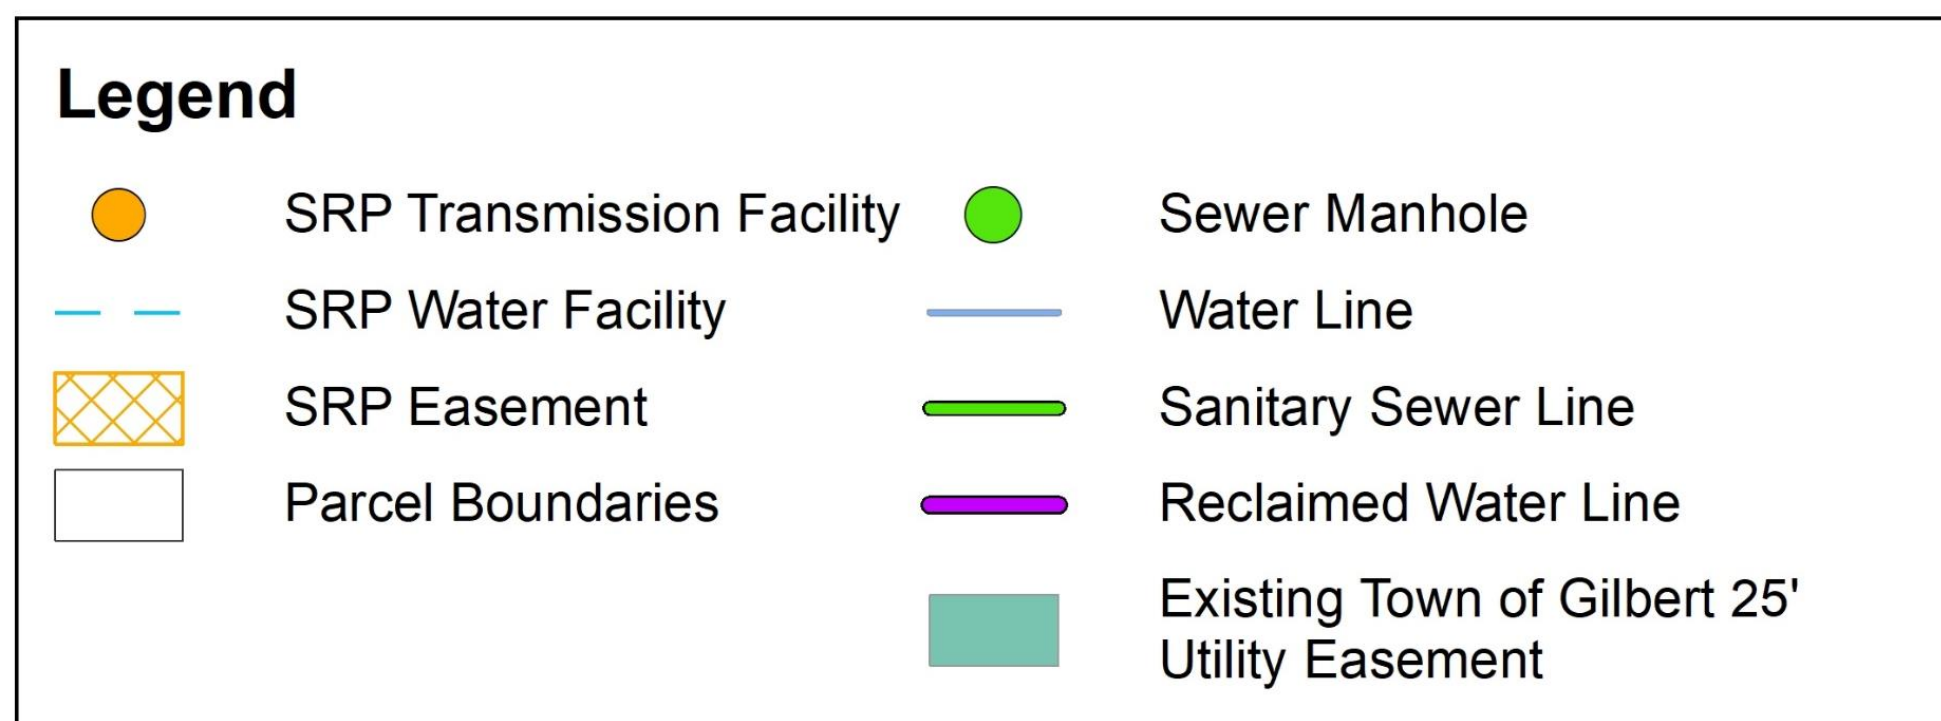 Legend
SRP Transmission Facility
SRP Water Facility
SRP Easement
Parcel Boundaries
Sewer Manhole
Water Line
Sanitary Sewer Line
Reclaimed Water Line
Existing Town of Gilbert 25'
Utility Easement